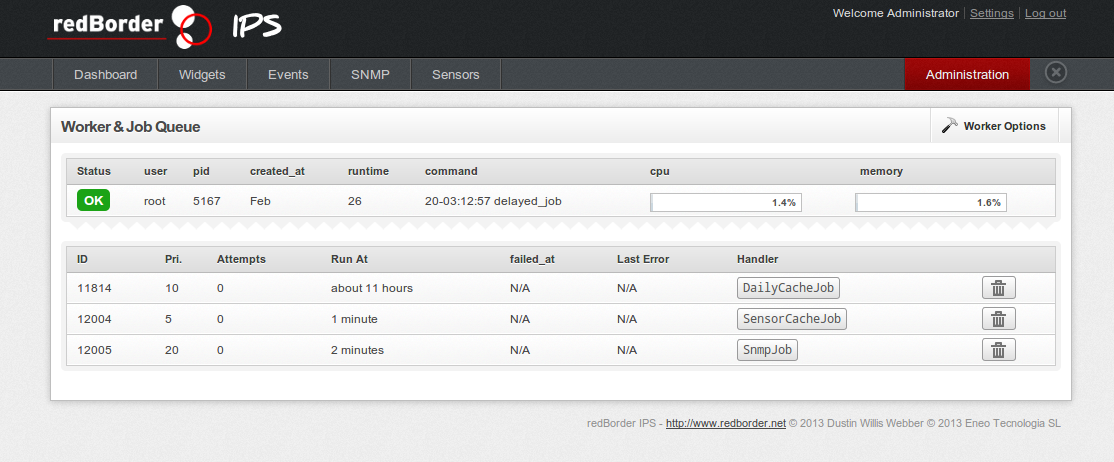 redBorder IPS
Welcome Administrator Settings Log out
Dashboard Widgets Events SNMP Sensors Administration
Worker & Job Queue Worker Options
Status user pid created_at runtime command cpu memory
OK root 5167 Feb 26 20-03:12:57 delayed_job 1.4% 1.6%
ID Pri. Attempts Run At failed_at Last Error Handler
11814 10 0 about 11 hours N/A N/A DailyCacheJob
12004 5 0 1 minute N/A N/A SensorCacheJob
12005 20 0 2 minutes N/A N/A SnmpJob
redBorder IPS - http://www.redborder.net © 2013 Dustin Willis Webber © 2013 Eneo Tecnologia SL